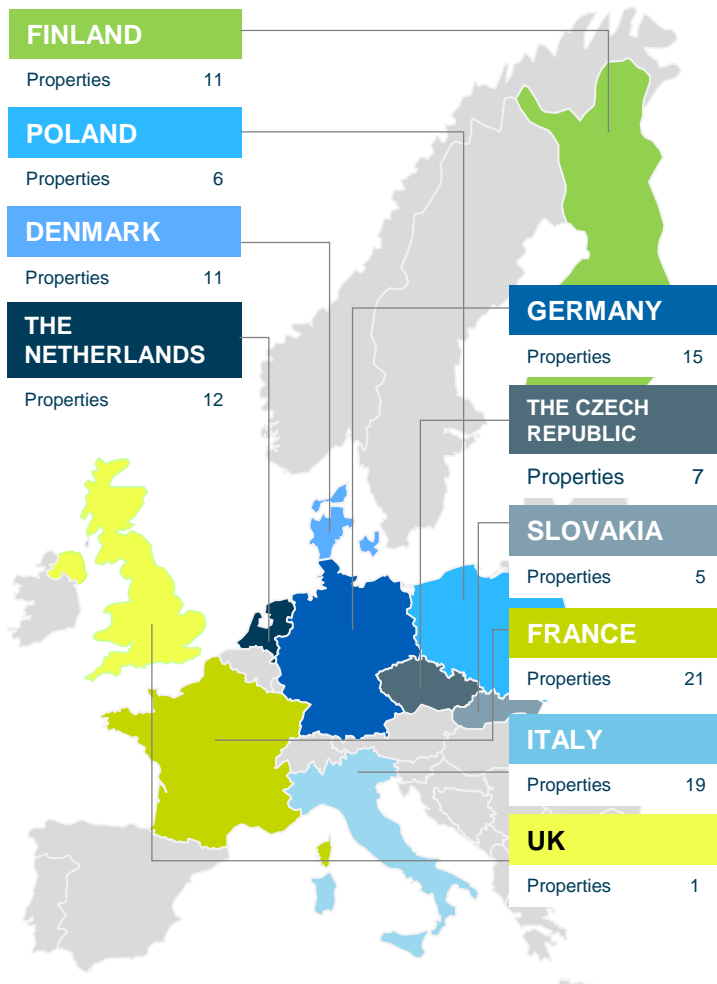 FINLAND
Properties 11
POLAND
Properties 6
DENMARK
Properties 11
THE
NETHERLANDS
Properties 12
GERMANY
Properties 15
THE CZECH
REPUBLIC
Properties 7
SLOVAKIA
Properties 5
FRANCE
Properties 21
ITALY
Properties 19
UK
Properties 1